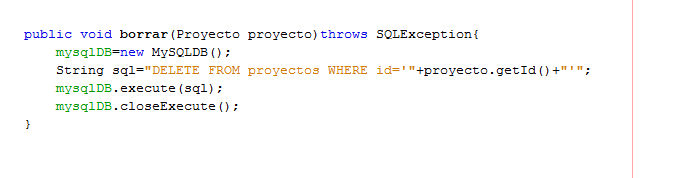 public void borrar(Proyecto proyecto)throws SQLException{
mysqlDB=new MySQLDB();
String sql="DELETE FROM proyectos WHERE id='"+proyecto.getId()+"'";
mysqlDB.execute(sql);
mysqlDB.closeExecute();
}